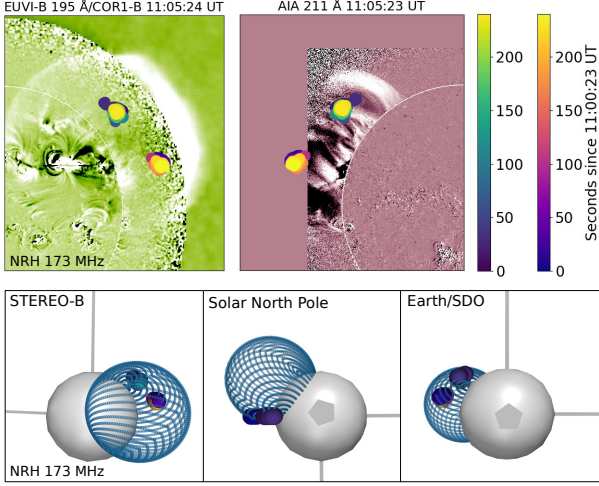 EUVI-B 195 Å/COR1-B 11:05:24 UT
AIA 211 Å 11:05:23 UT
NRH 173 MHz
200
150
100
50
0
200
150
100
50
0
Seconds since 11:00:23 UT
STEREO-B
Solar North Pole
Earth/SDO
NRH 173 MHz